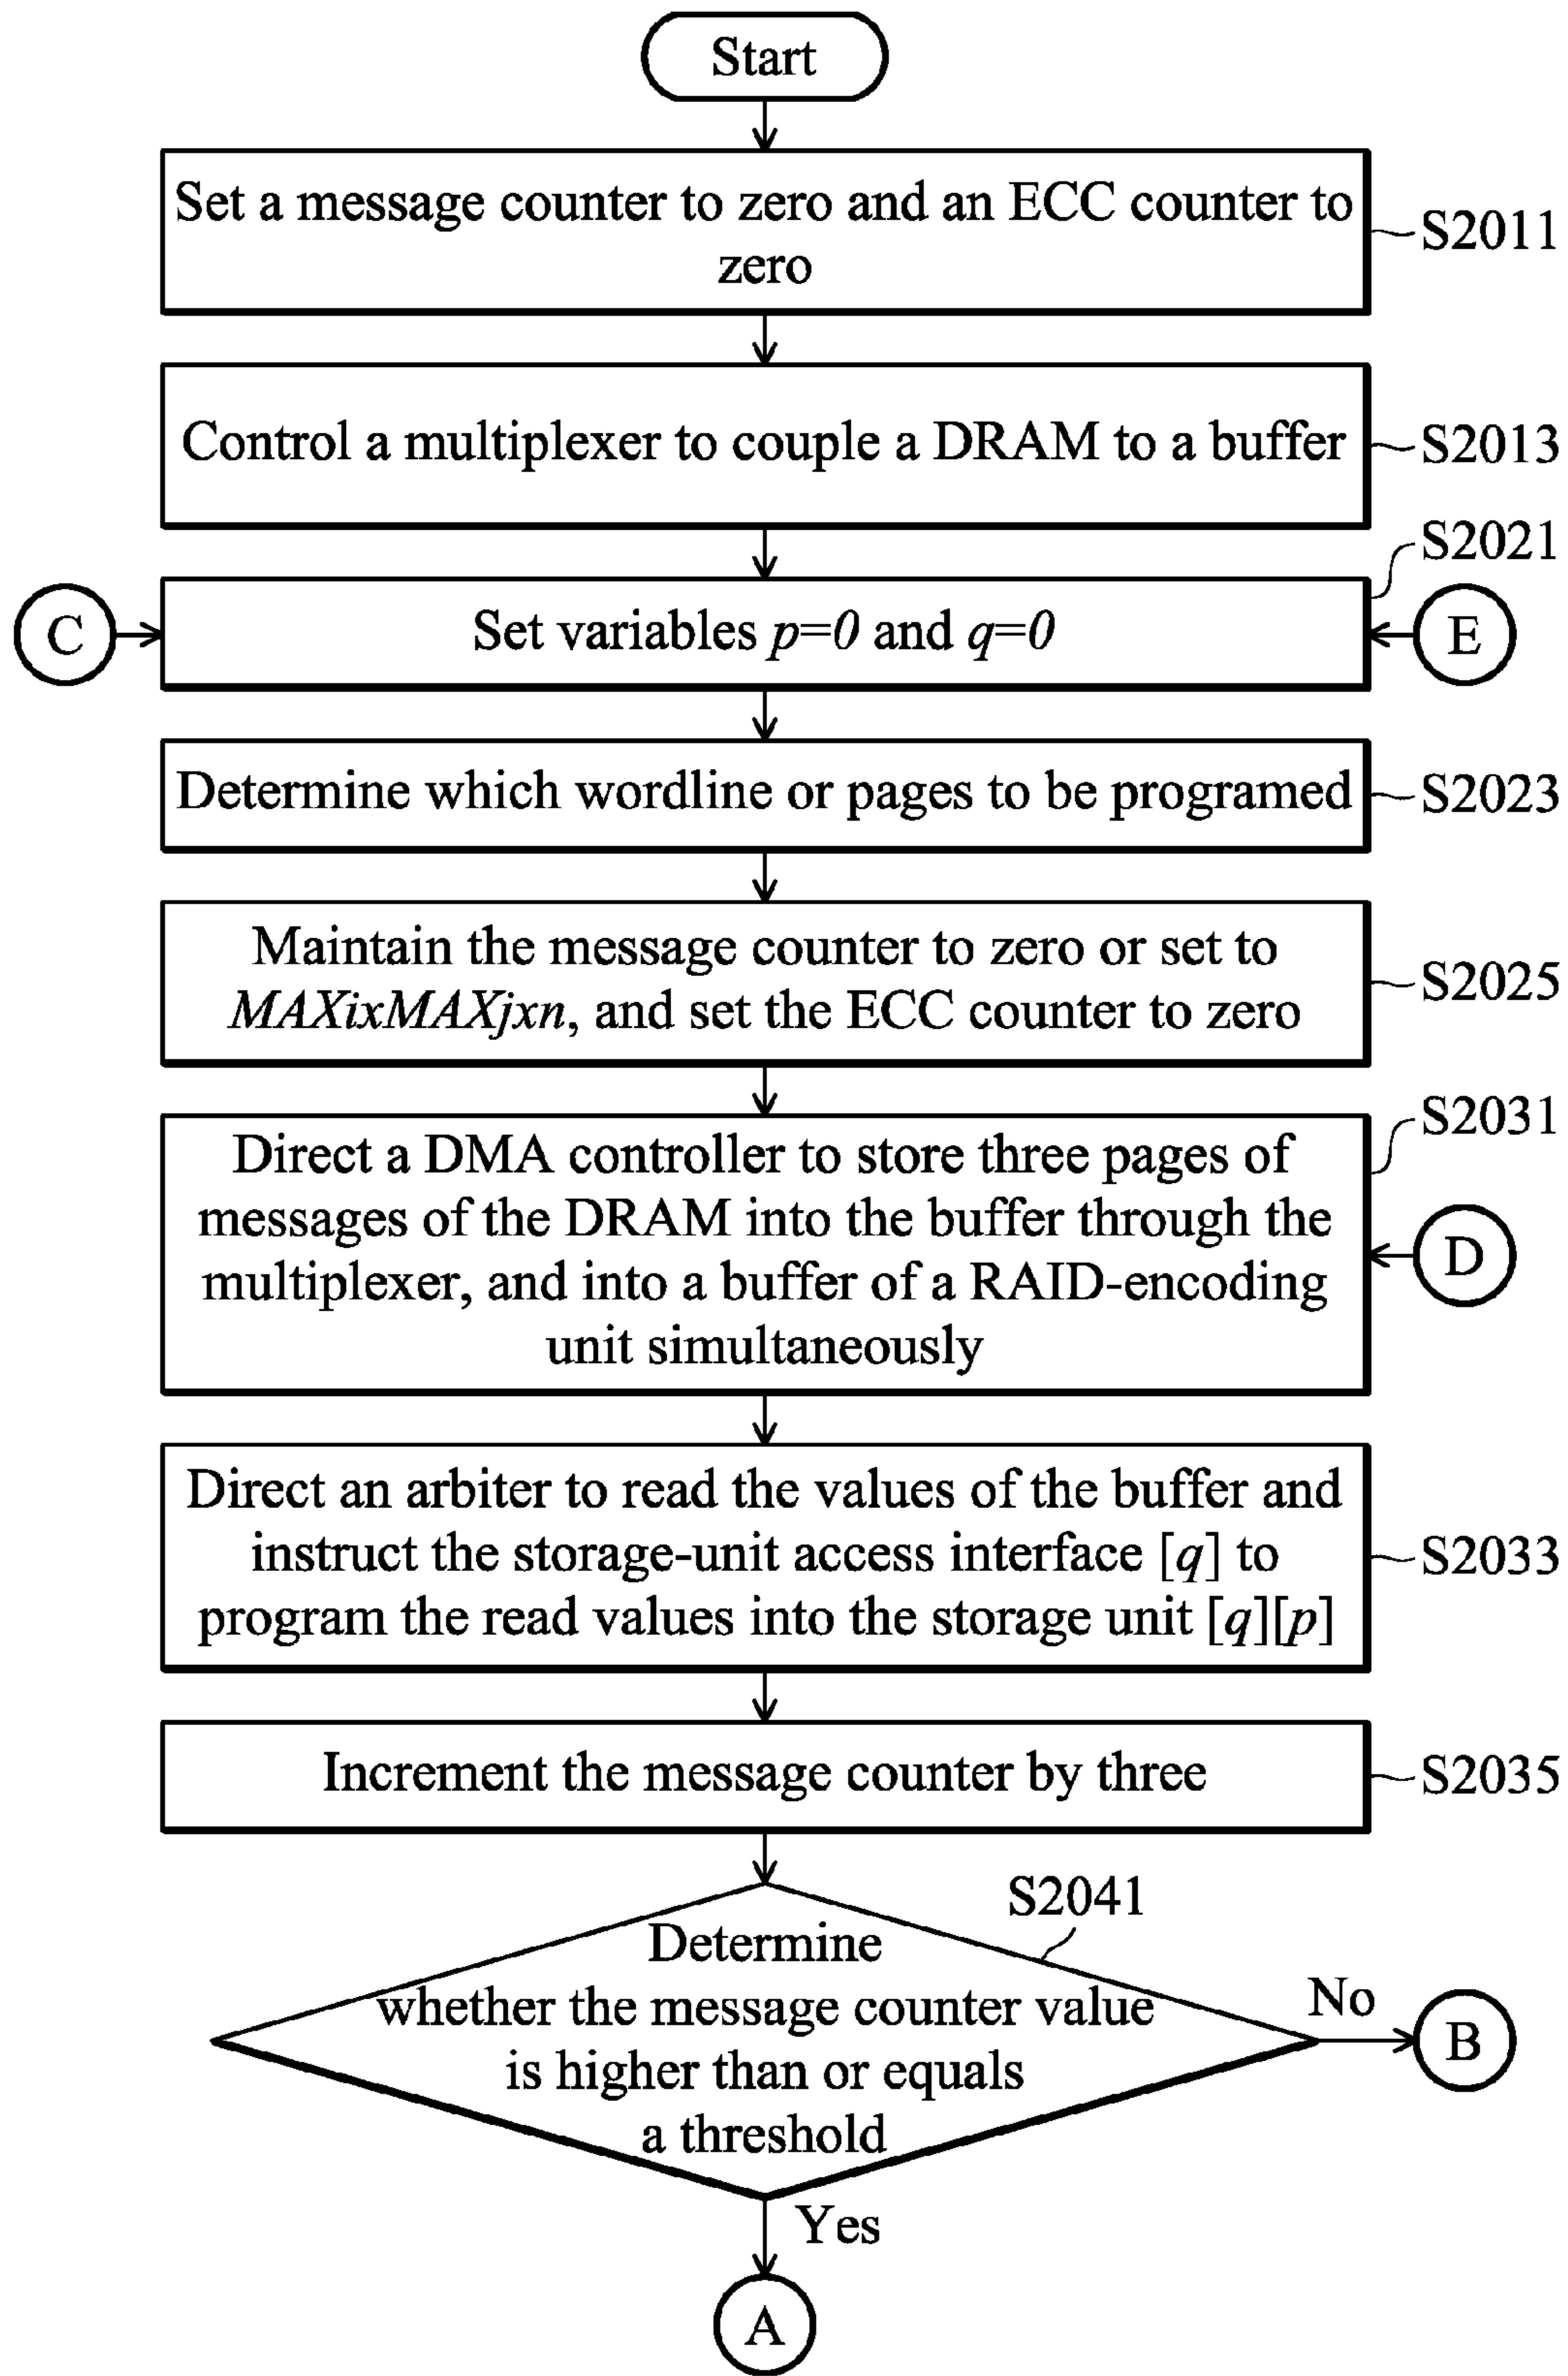 Start
Set a message counter to zero and an ECC counter to
zero
S2011
Control a multiplexer to couple a DRAM to a buffer
S2013
S2021
C
Set variables p=0 and q=0
E
Determine which wordline or pages to be programed
S2023
Maintain the message counter to zero or set to
MAXixMAXjxn, and set the ECC counter to zero
S2025
S2031
Direct a DMA controller to store three pages of
messages of the DRAM into the buffer through the
multiplexer, and into a buffer of a RAID-encoding
unit simultaneously
D
Direct an arbiter to read the values of the buffer and
instruct the storage-unit access interface [q] to
program the read values into the storage unit [q][p]
S2033
Increment the message counter by three
S2035
S2041
Determine
whether the message counter value
is higher than or equals
a threshold
No
B
Yes
A